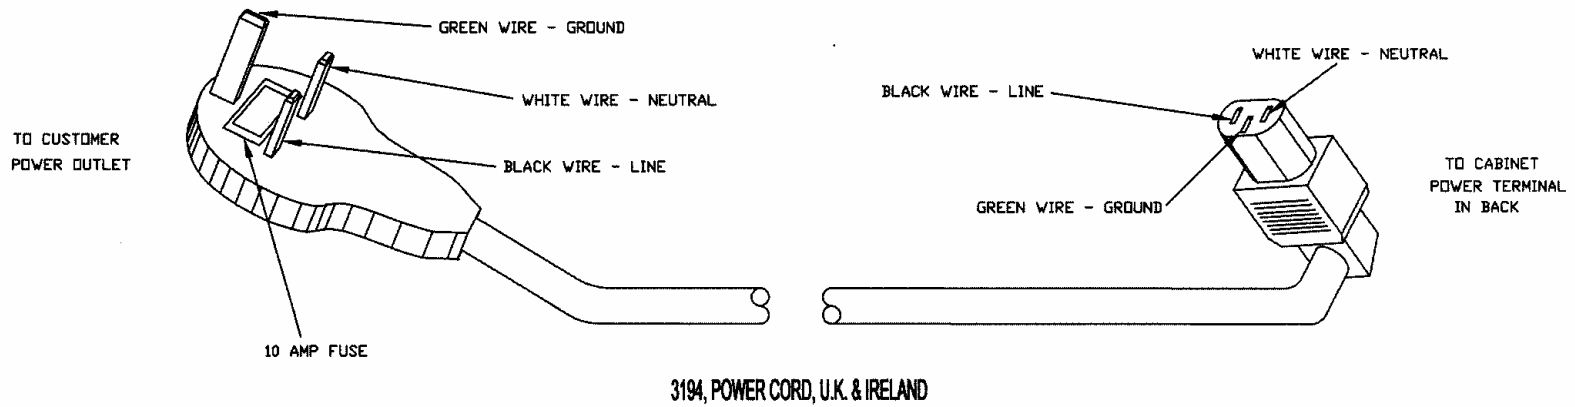 GREEN WIRE - GROUND
WHITE WIRE - NEUTRAL
BLACK WIRE - LINE
TO CUSTOMER
POWER OUTLET
BLACK WIRE - LINE
WHITE WIRE - NEUTRAL
GREEN WIRE - GROUND
TO CABINET
POWER TERMINAL
IN BACK
10 AMP FUSE
3194, POWER CORD, U.K. & IRELAND